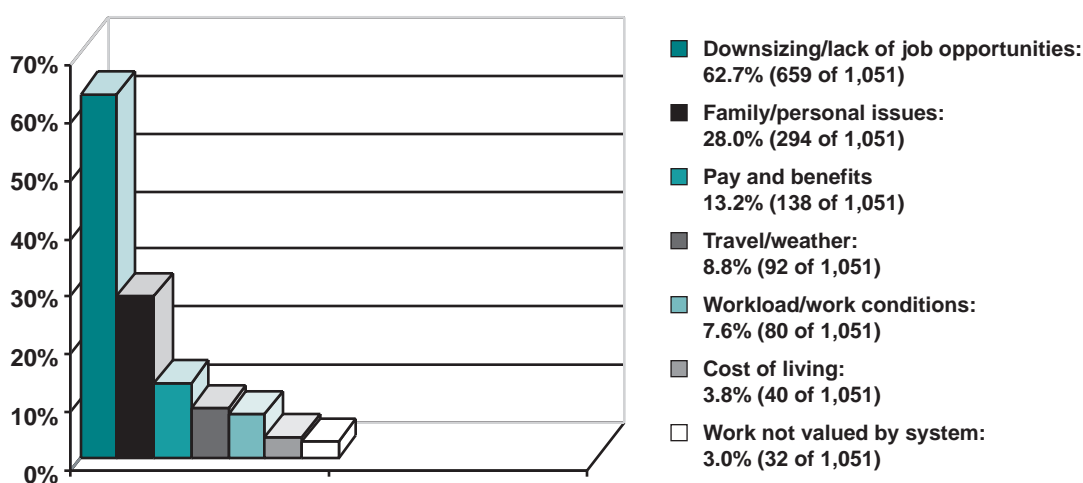 70%
60%
50%
40%
30%
20%
10%
0%
Downsizing/lack of job opportunities:
62.7% (659 of 1,051)
Family/personal issues:
28.0% (294 of 1,051)
Pay and benefits
13.2% (138 of 1,051)
Travel/weather:
8.8% (92 of 1,051)
Workload/work conditions:
7.6% (80 of 1,051)
Cost of living:
3.8% (40 of 1,051)
Work not valued by system:
3.0% (32 of 1,051)